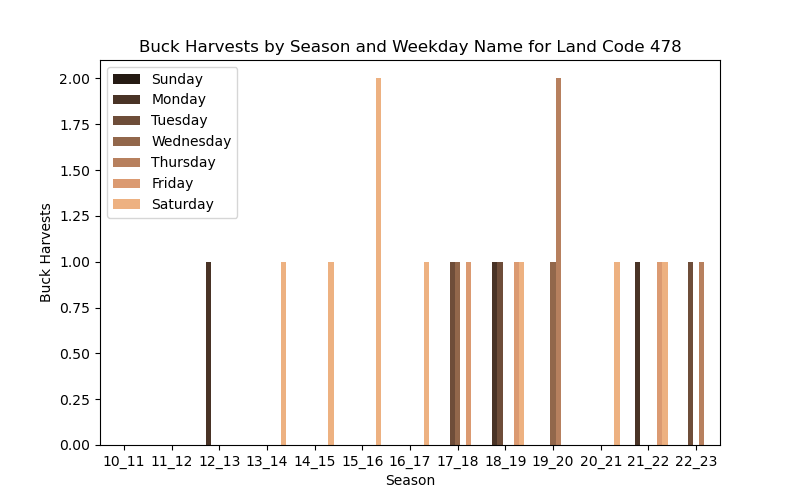 Buck Harvests by Season and Weekday Name for Land Code 478
2.00
1.75
1.50
1.25
1.00
0.75
0.50
0.25
0.00
Buck Harvests
Sunday
Monday
Tuesday
Wednesday
Thursday
Friday
Saturday
10_11 11_12 12_13 13_14 14_15 15_16 16_17 17_18 18_19 19_20 20_21 21_22 22_23
Season